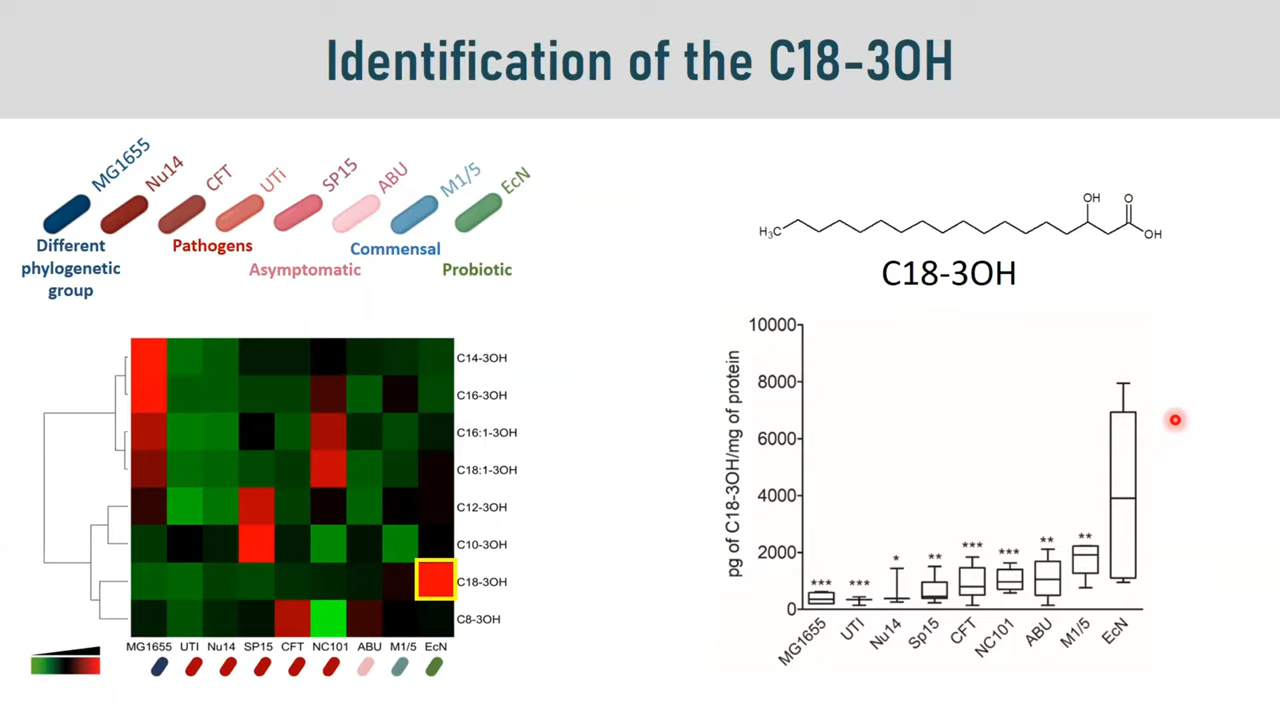 Identification of the C18-3OH
MG1655
Nu14
CFT
UTi
SP15
ABU
M1/5
EcN
Different
phylogenetic
group
Pathogens
Asymptomatic
Commensal
Probiotic
C14-3OH
C16-3OH
C16:1-3OH
C18:1-3OH
C12-3OH
C10-3OH
C18-3OH
C8-3OH
MG1655 UTI Nu14 SP15 CFT NC101 ABU M1/5 EcN
H₃C
OH
O
OH
C18-3OH
pg of C18-3OH/mg of protein
10000
8000
6000
4000
2000
0
*** *** * ** *** *** ** **
MG1655
UTI
Nu14
Sp15
CFT
NC101
ABU
M1/5
EcN